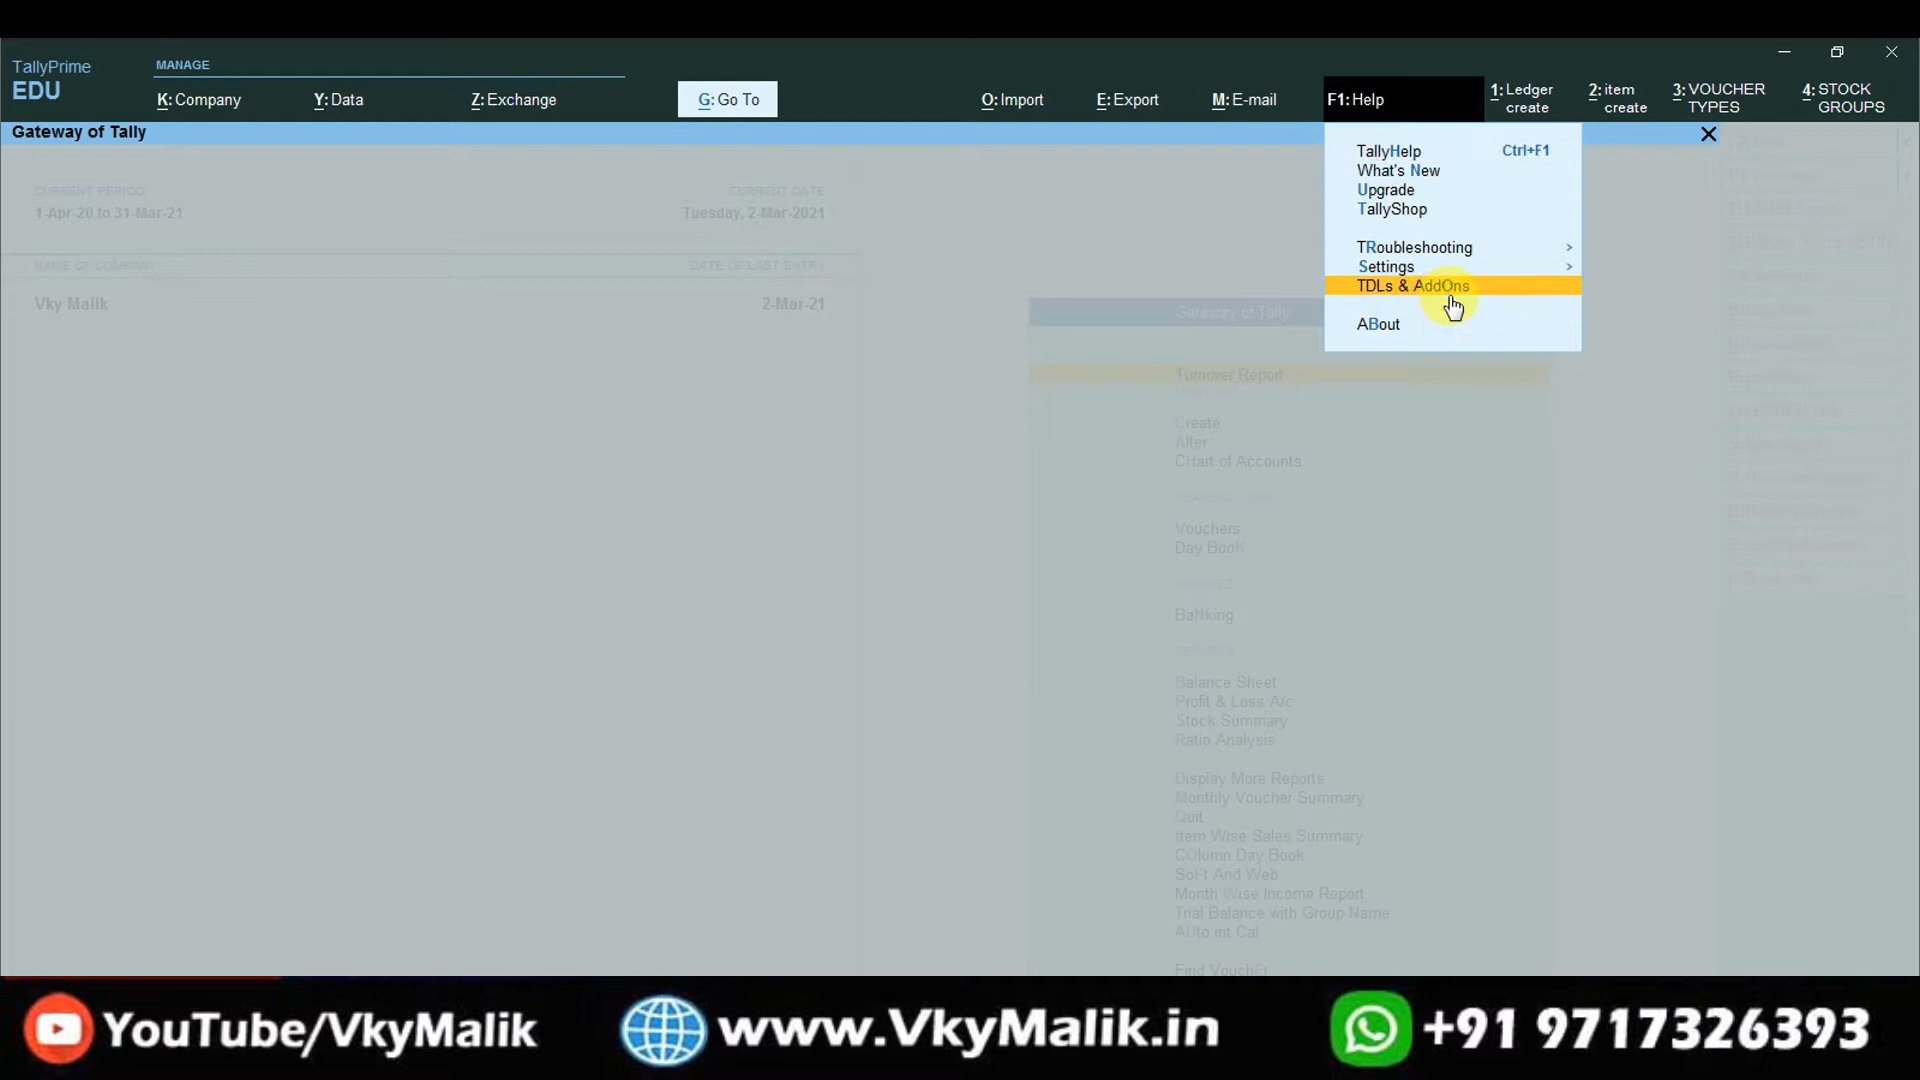 TallyPrime
EDU
MANAGE
K: Company
Y: Data
Z: Exchange
G: Go To
O: Import
E: Export
M: E-mail
F1: Help
1: Ledger create
2: item create
3: VOUCHER TYPES
4: STOCK GROUPS
Gateway of Tally
TallyHelp Ctrl+F1
What's New
Upgrade
TallyShop
TRoubleshooting
Settings
TDLs & AddOns
ABout
CURRENT PERIOD
1-Apr-20 to 31-Mar-21
CURRENT DATE
Tuesday, 2-Mar-2021
NAME OF COMPANY
DATE OF LAST ENTRY
Vky Malik
2-Mar-21
Gateway of Tally
Turnover Report
Create
Alter
CHart of Accounts
Vouchers
Day BooK
BaNking
Balance Sheet
Profit & Loss A/c
Stock Summary
Ratio Analysis
Display More Reports
Monthly Voucher Summary
Quit
Item Wise Sales Summary
COlumn Day Book
SoFt And Web
Month Wise Income Report
Trial Balance with Group Name
AUto int Cal
Find VouchEr
YouTube/VkyMalik
www.VkyMalik.in
+91 9717326393